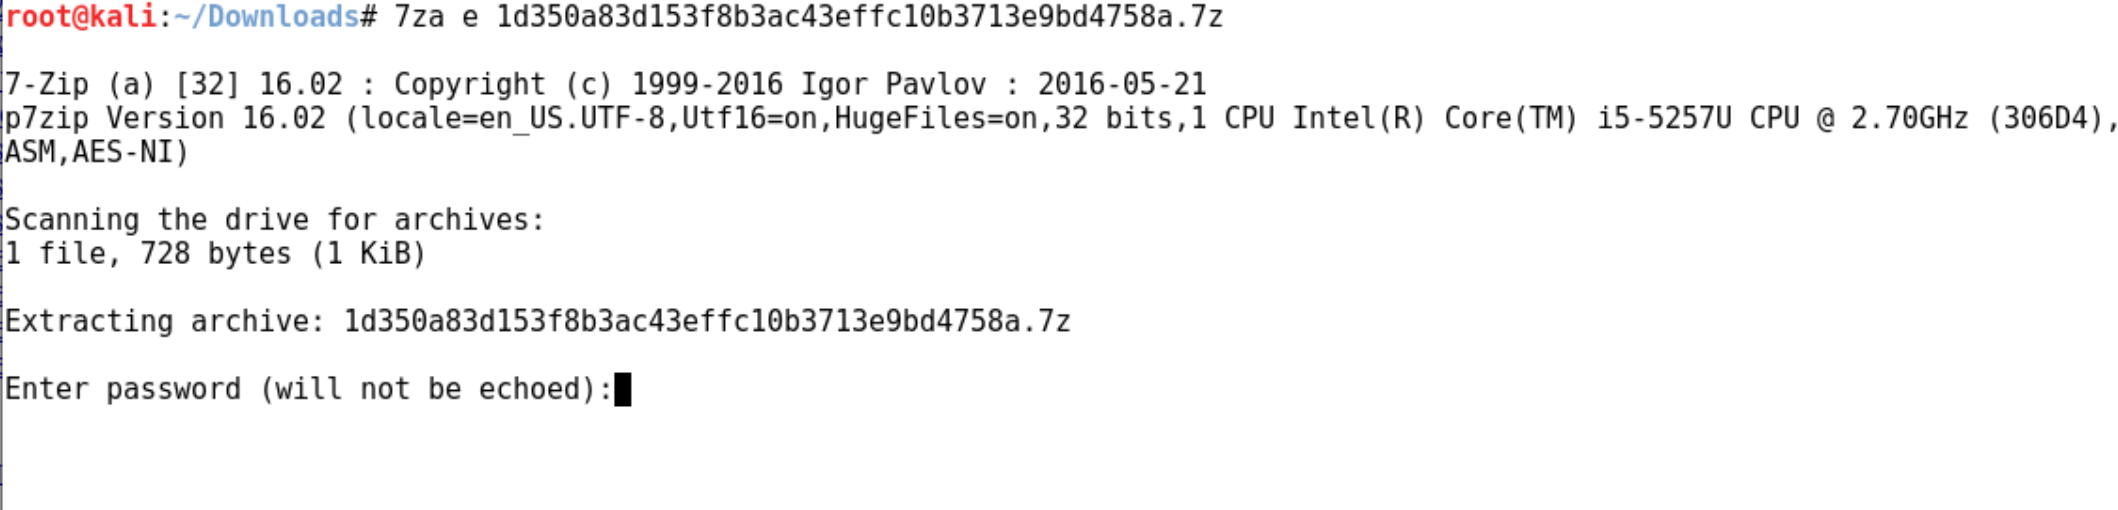 root@kali:~/Downloads# 7za e 1d350a83d153f8b3ac43effc10b3713e9bd4758a.7z
7-Zip (a) [32] 16.02 : Copyright (c) 1999-2016 Igor Pavlov : 2016-05-21
p7zip Version 16.02 (locale=en_US.UTF-8,Utf16=on,HugeFiles=on,32 bits,1 CPU Intel(R) Core(TM) i5-5257U CPU @ 2.70GHz (306D4),
ASM,AES-NI)
Scanning the drive for archives:
1 file, 728 bytes (1 KiB)
Extracting archive: 1d350a83d153f8b3ac43effc10b3713e9bd4758a.7z
Enter password (will not be echoed):